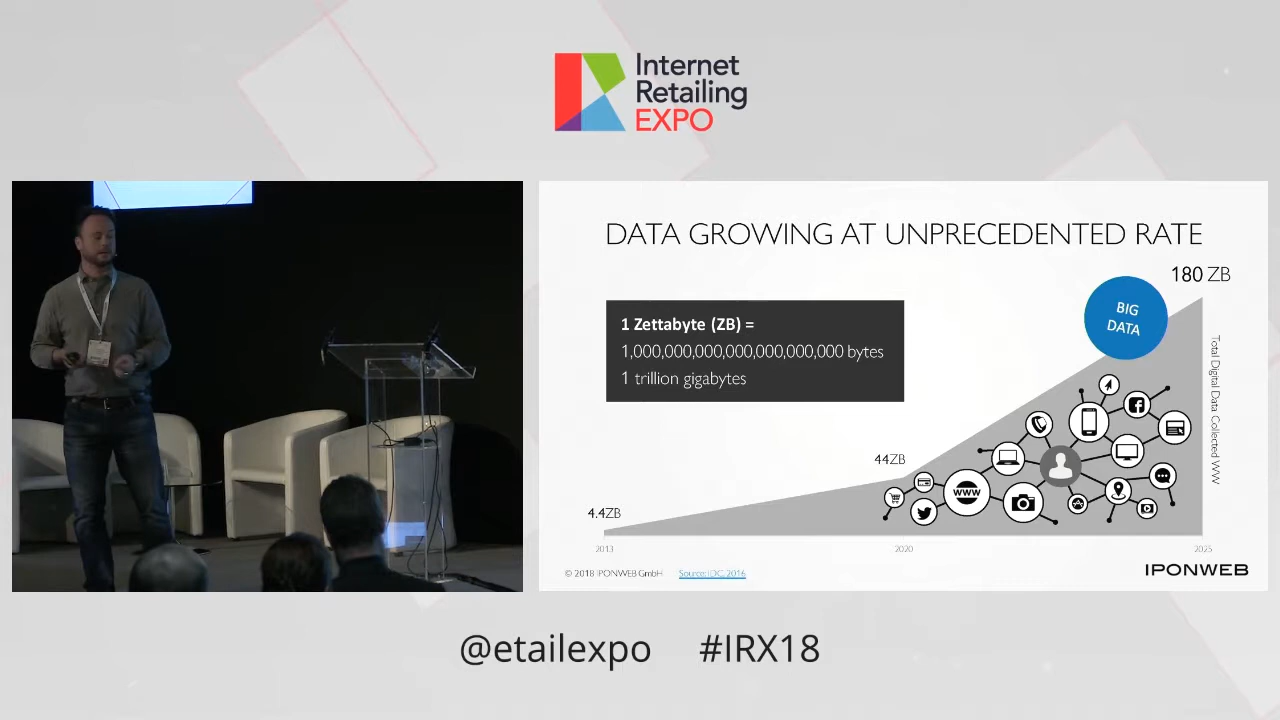 Internet
Retailing
EXPO
DATA GROWING AT UNPRECEDENTED RATE
180 ZB
BIG
DATA
1 Zettabyte (ZB) =
1,000,000,000,000,000,000,000 bytes
1 trillion gigabytes
Total Digital Data Collected WW
44ZB
www
4.4ZB
2013
2020
2025
© 2018 IPONWEB GmbH
Source: IDC, 2016
IPONWEB
@etailexpo #IRX18